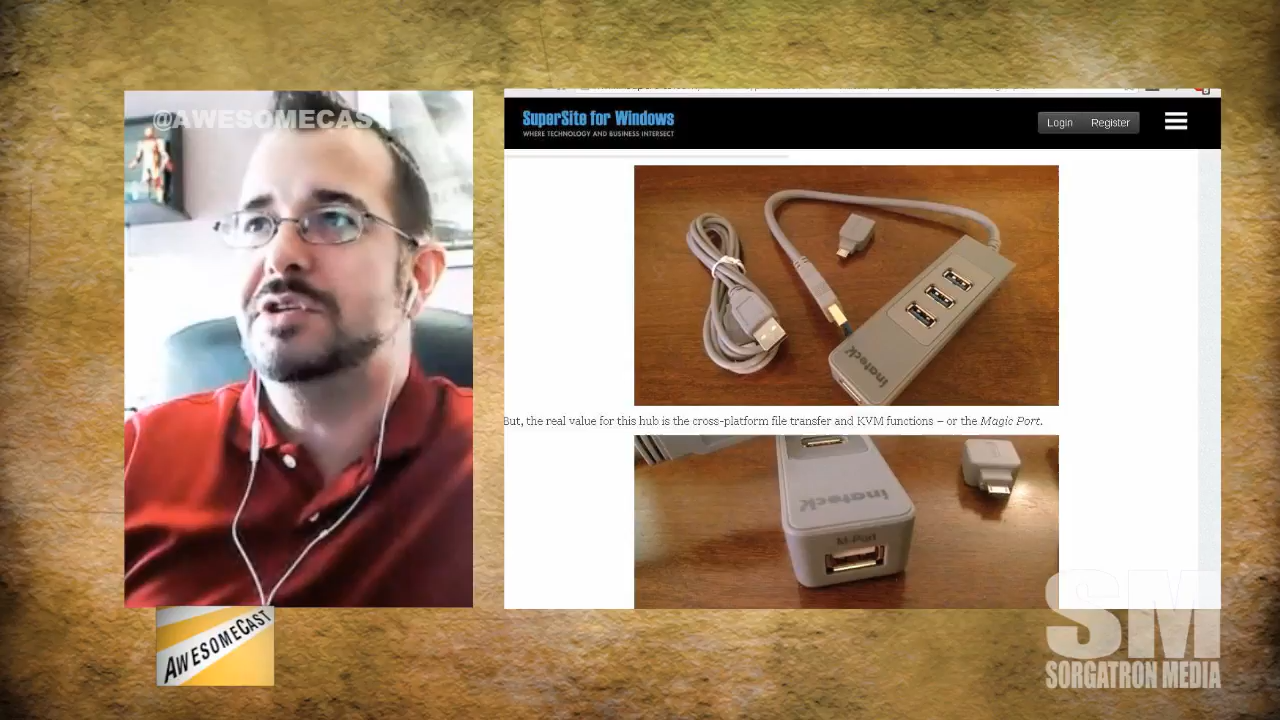 @AWESOMECAS
SuperSite for Windows
WHERE TECHNOLOGY AND BUSINESS INTERSECT
Login
Register
inateck
But, the real value for this hub is the cross-platform file transfer and KVM functions – or the Magic Port.
inateck
M-Port
AWESOMECAST
SM
SORGATRON MEDIA